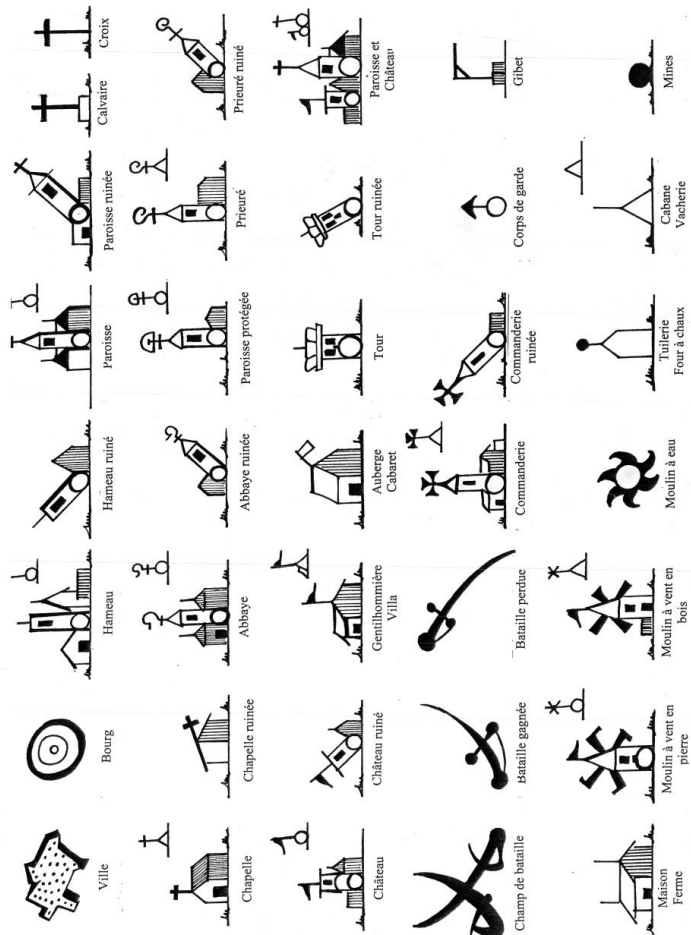 Ville
Bourg
Hameau
Hameau ruiné
Paroisse
Paroisse ruinée
Calvaire
Croix
Chapelle
Chapelle ruinée
Abbaye
Abbaye ruinée
Paroisse protégée
Prieuré
Prieuré ruiné
Château
Château ruiné
Gentilhommière
Villa
Auberge
Cabaret
Tour
Tour ruinée
Paroisse et
Château
Champ de bataille
Bataille gagnée
Bataille perdue
Commanderie
Commanderie
ruinée
Corps de garde
Gibet
Maison
Ferme
Moulin à vent en
pierre
Moulin à vent en
bois
Moulin à eau
Tuilerie
Four à chaux
Cabane
Vacherie
Mines